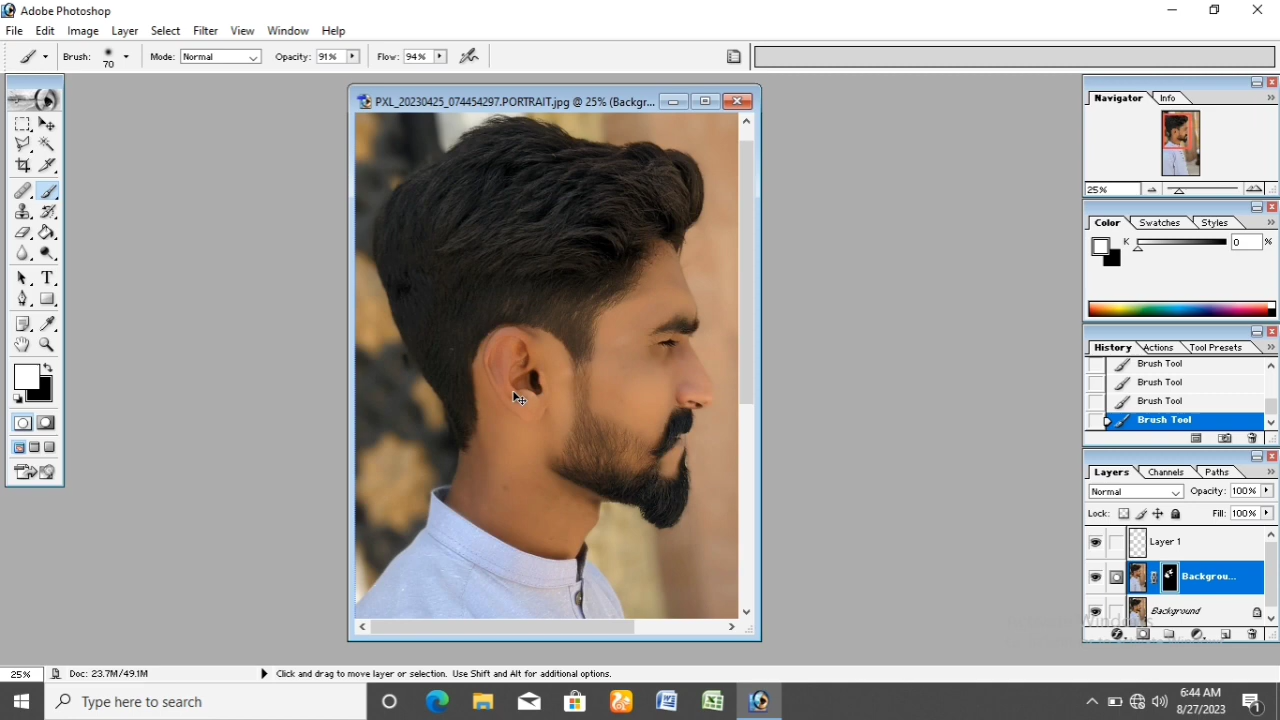 Adobe Photoshop
File Edit Image Layer Select Filter View Window Help
Brush: 70 Mode: Normal Opacity: 91% Flow: 94%
PXL_20230425_074454297.PORTRAIT.jpg @ 25% (Backgr...
Navigator Info
25%
Color Swatches Styles
K 0 %
History Actions Tool Presets
Brush Tool
Brush Tool
Brush Tool
Brush Tool
Layers Channels Paths
Normal Opacity: 100%
Lock: Fill: 100%
Layer 1
Backgrou...
Background
25% Doc: 23.7M/49.1M Click and drag to move layer or selection. Use Shift and Alt for additional options.
Type here to search
6:44 AM
8/27/2023
1